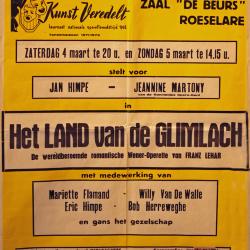 Kunst Veredelt
ZAAL "DE BEURS"
ROESELARE
ZATERDAG 4 maart te 20 u. en ZONDAG 5 maart te 14,15 u.
stelt voor
JAN HIMPE - JEANNINE MARTONY
in
Het LAND van de GLIMLACH
De wereldberoemde romantische Wiener-Operette van FRANZ LEHAR
met medewerking van
Mariette Flamand - Willy Van De Walle
Eric Himpe - Bob Herreweghe
en gans het gezelschap